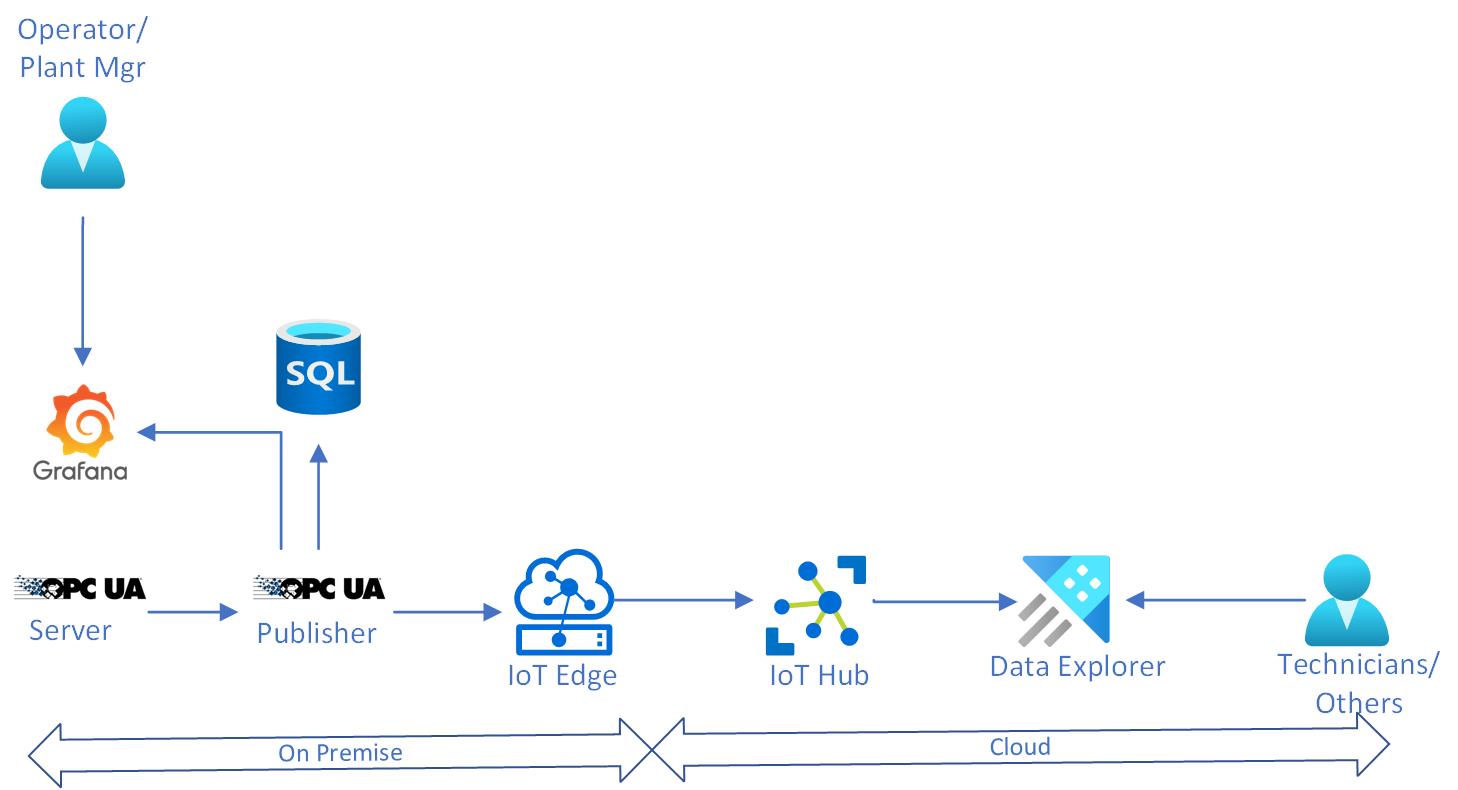 Operator/
Plant Mgr
SQL
Grafana
OPC UA
Server
OPC UA
Publisher
IoT Edge
IoT Hub
Data Explorer
Technicians/
Others
On Premise
Cloud